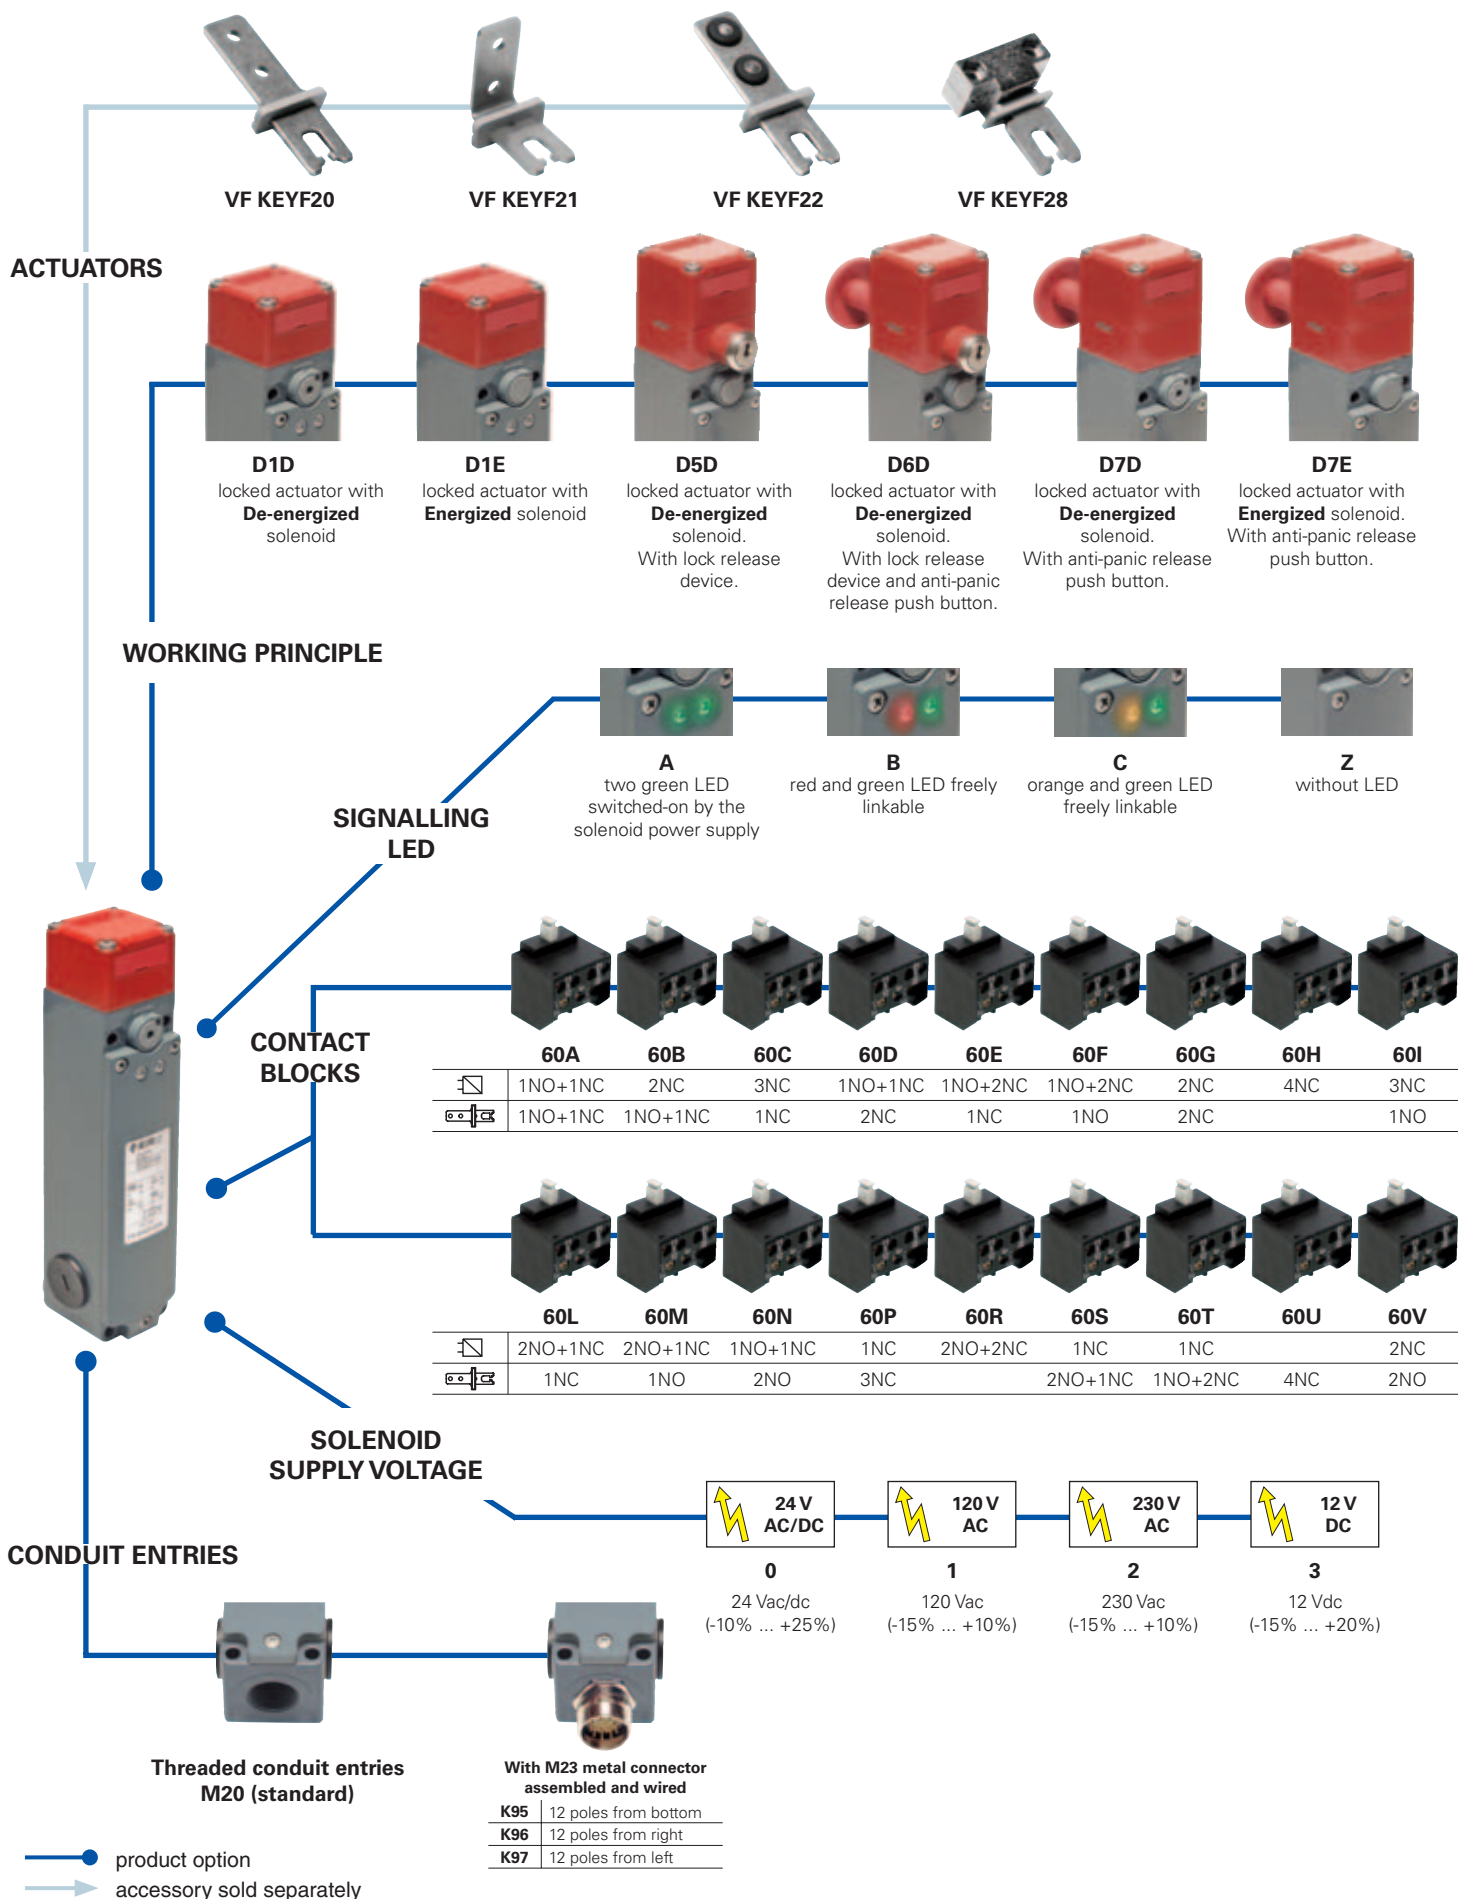 VF KEYF20
VF KEYF21
VF KEYF22
VF KEYF28
ACTUATORS
D1D
locked actuator with
De-energized
solenoid
D1E
locked actuator with
Energized solenoid
D5D
locked actuator with
De-energized
solenoid.
With lock release
device.
D6D
locked actuator with
De-energized
solenoid.
With lock release
device and anti-panic
release push button.
D7D
locked actuator with
De-energized
solenoid.
With anti-panic release
push button.
D7E
locked actuator with
Energized solenoid.
With anti-panic release
push button.
WORKING PRINCIPLE
A
two green LED
switched-on by the
solenoid power supply
B
red and green LED freely
linkable
C
orange and green LED
freely linkable
Z
without LED
SIGNALLING
LED
CONTACT
BLOCKS
60A 60B 60C 60D 60E 60F 60G 60H 60I
1NO+1NC 2NC 3NC 1NO+1NC 1NO+2NC 1NO+2NC 2NC 4NC 3NC
1NO+1NC 1NO+1NC 1NC 2NC 1NC 1NO 2NC 1NO
60L 60M 60N 60P 60R 60S 60T 60U 60V
2NO+1NC 2NO+1NC 1NO+1NC 1NC 2NO+2NC 1NC 1NC 2NC
1NC 1NO 2NO 3NC 2NO+1NC 1NO+2NC 4NC 2NO
SOLENOID
SUPPLY VOLTAGE
24 V
AC/DC
120 V
AC
230 V
AC
12 V
DC
0
24 Vac/dc
(-10% ... +25%)
1
120 Vac
(-15% ... +10%)
2
230 Vac
(-15% ... +10%)
3
12 Vdc
(-15% ... +20%)
CONDUIT ENTRIES
Threaded conduit entries
M20 (standard)
With M23 metal connector
assembled and wired
K95 12 poles from bottom
K96 12 poles from right
K97 12 poles from left
product option
accessory sold separately